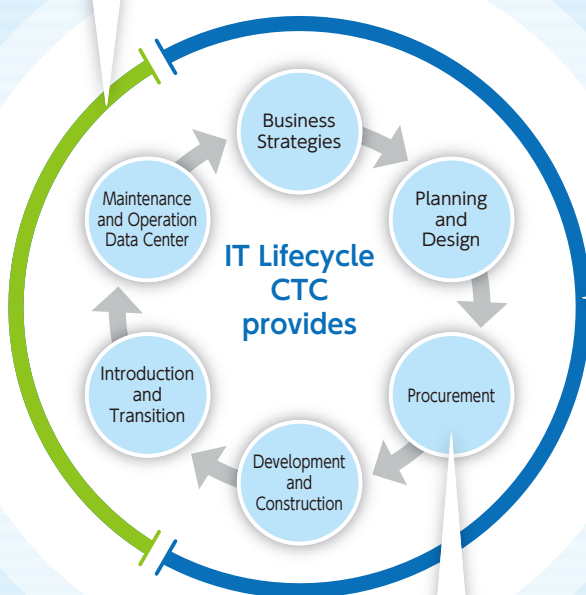 Business
Strategies
Planning
and
Design
Procurement
Development
and
Construction
Introduction
and
Transition
Maintenance
and Operation
Data Center
IT Lifecycle
CTC
provides